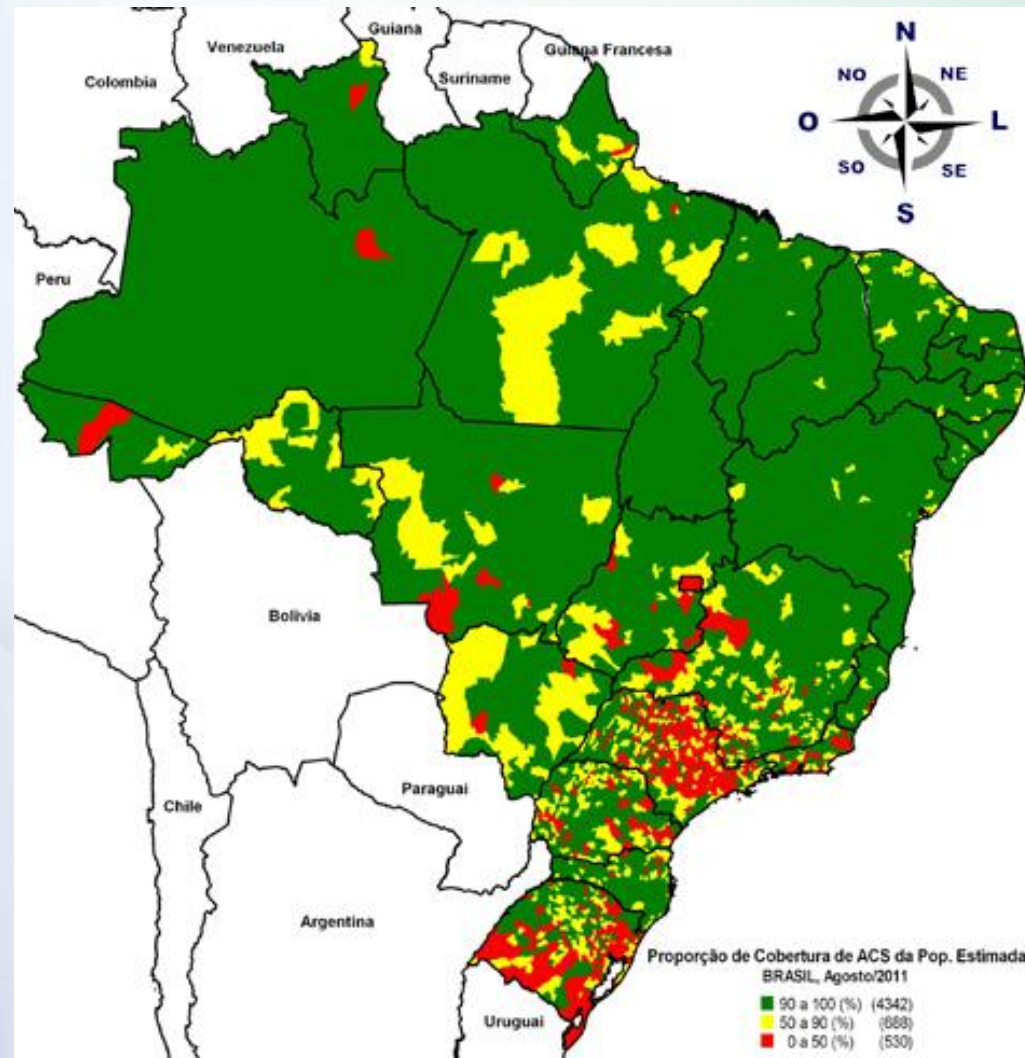 Guiana
Venezuela
Guiana Francesa
Colombia
Suriname
N
NO
NE
O
L
SO
SE
S
Peru
Bolivia
Paraguai
Chile
Argentina
Uruguai
Proporção de Cobertura de ACS da Pop. Estimada
BRASIL, Agosto/2011
90 a 100 (%) (4342)
50 a 90 (%) (688)
0 a 50 (%) (530)